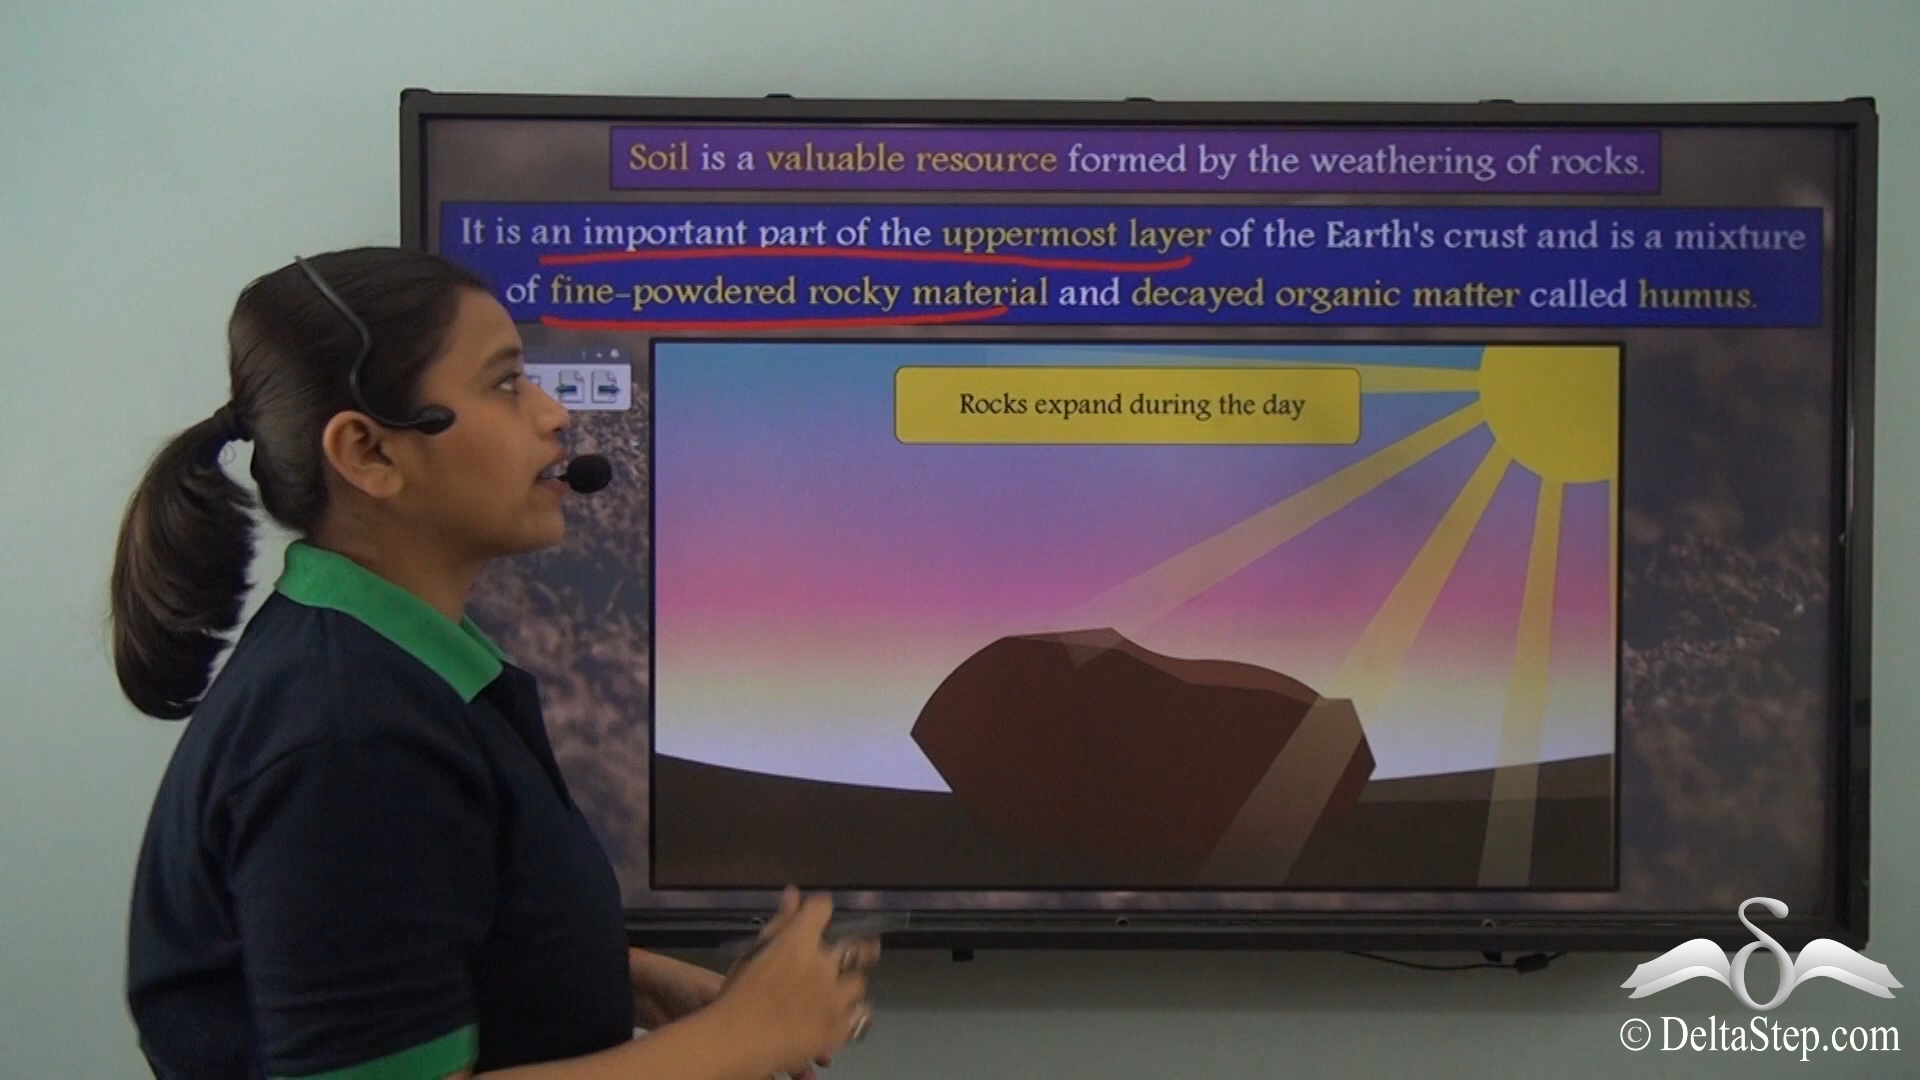 Soil is a valuable resource formed by the weathering of rocks.
It is an important part of the uppermost layer of the Earth's crust and is a mixture
of fine-powdered rocky material and decayed organic matter called humus.
Rocks expand during the day
© DeltaStep.com